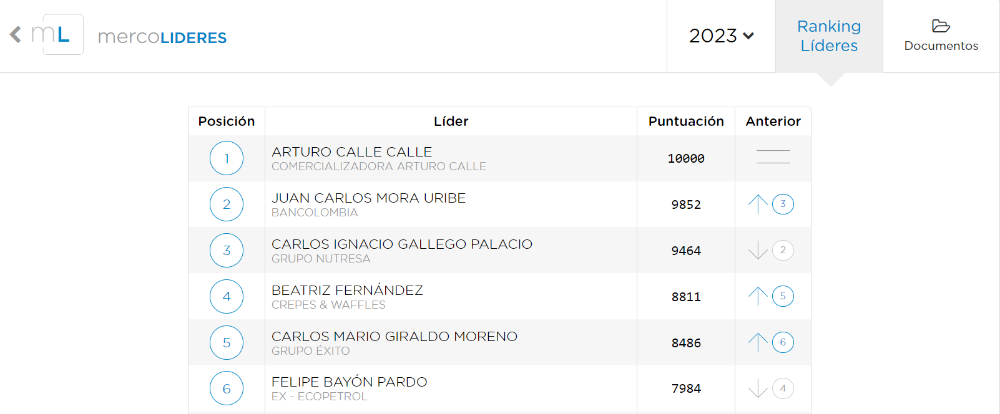 mL
mercoLIDERES
2023
Ranking
Líderes
Documentos
Posición Líder Puntuación Anterior
1 ARTURO CALLE CALLE 10000
COMERCIALIZADORA ARTURO CALLE
2 JUAN CARLOS MORA URIBE 9852 3
BANCOLOMBIA
3 CARLOS IGNACIO GALLEGO PALACIO 9464 2
GRUPO NUTRESA
4 BEATRIZ FERNÁNDEZ 8811 5
CREPES & WAFFLES
5 CARLOS MARIO GIRALDO MORENO 8486 6
GRUPO ÉXITO
6 FELIPE BAYÓN PARDO 7984 4
EX - ECOPETROL